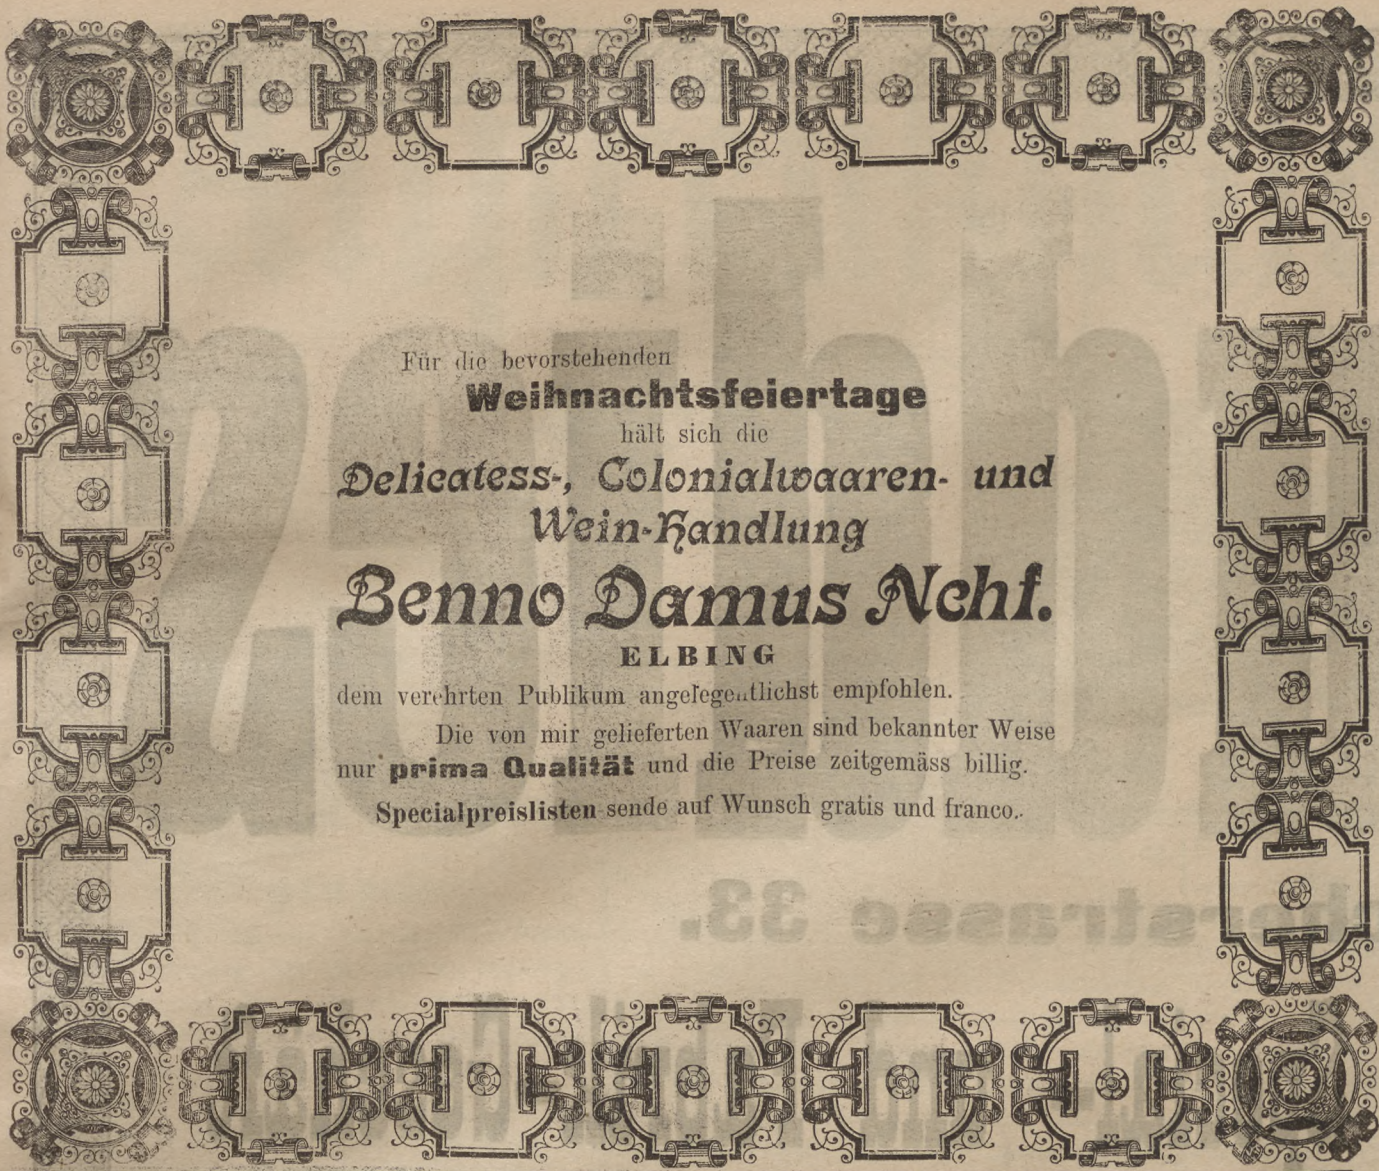 Für die bevorstehenden
Weihnachtsfeiertage
hält sich die
Delicatess-, Colonialwaaren- und
Wein-Handlung
Benno Damus Nchf.
ELBING
dem verehrten Publikum angelegentlichst empfohlen.
Die von mir gelieferten Waaren sind bekannter Weise
nur prima Qualität und die Preise zeitgemäss billig.
Specialpreislisten sende auf Wunsch gratis und franco.